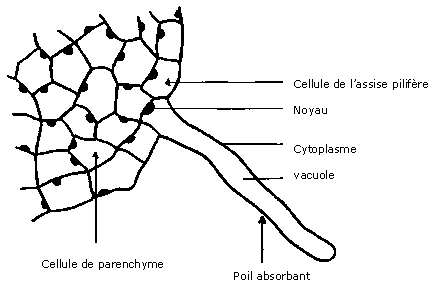 Cellule de l'assise pilifère
Noyau
Cytoplasme
vacuole
Cellule de parenchyme
Poil absorbant